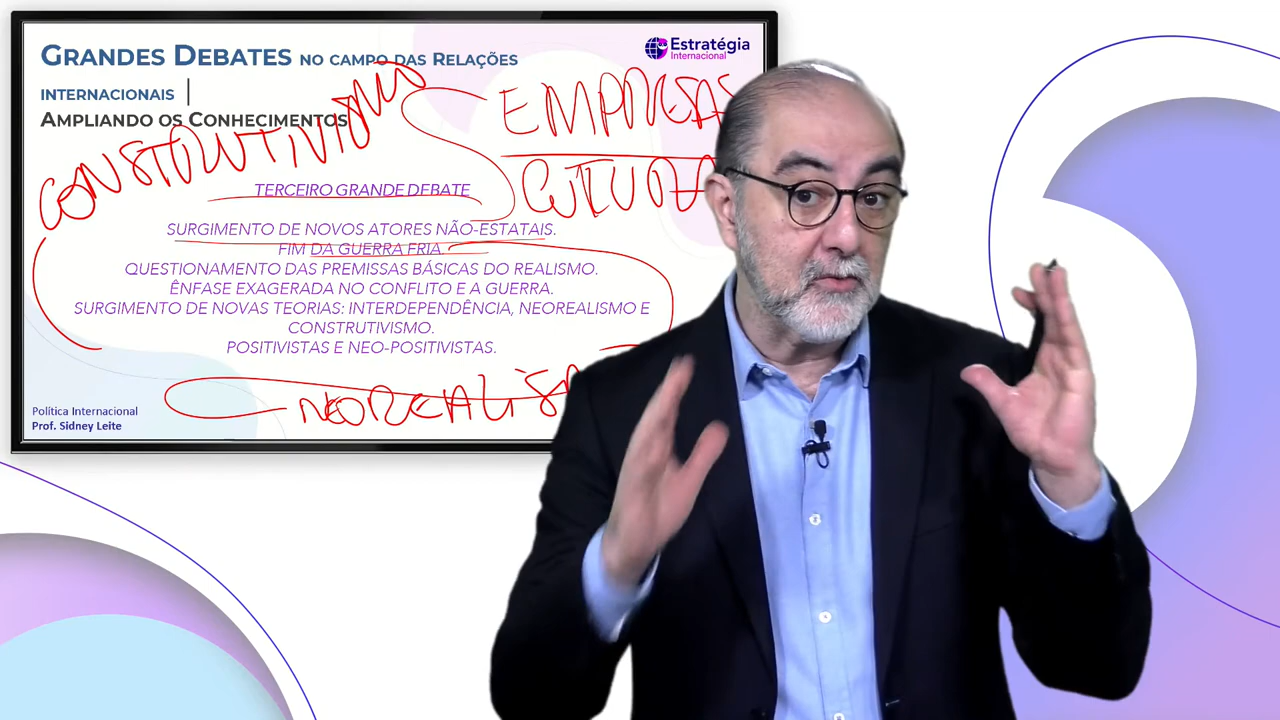 GRANDES DEBATES NO CAMPO DAS RELAÇÕES
INTERNACIONAIS |
AMPLIANDO OS CONHECIMENTOS
Estratégia
Internacional
CONSTRUTIVISMO
EMPRESAS
TERCEIRO GRANDE DEBATE
SURGIMENTO DE NOVOS ATORES NÃO-ESTATAIS.
FIM DA GUERRA FRIA.
QUESTIONAMENTO DAS PREMISSAS BÁSICAS DO REALISMO.
ÊNFASE EXAGERADA NO CONFLITO E A GUERRA.
SURGIMENTO DE NOVAS TEORIAS: INTERDEPENDÊNCIA, NEOREALISMO E
CONSTRUTIVISMO.
POSITIVISTAS E NEO-POSITIVISTAS.
NEOREALISM
Política Internacional
Prof. Sidney Leite